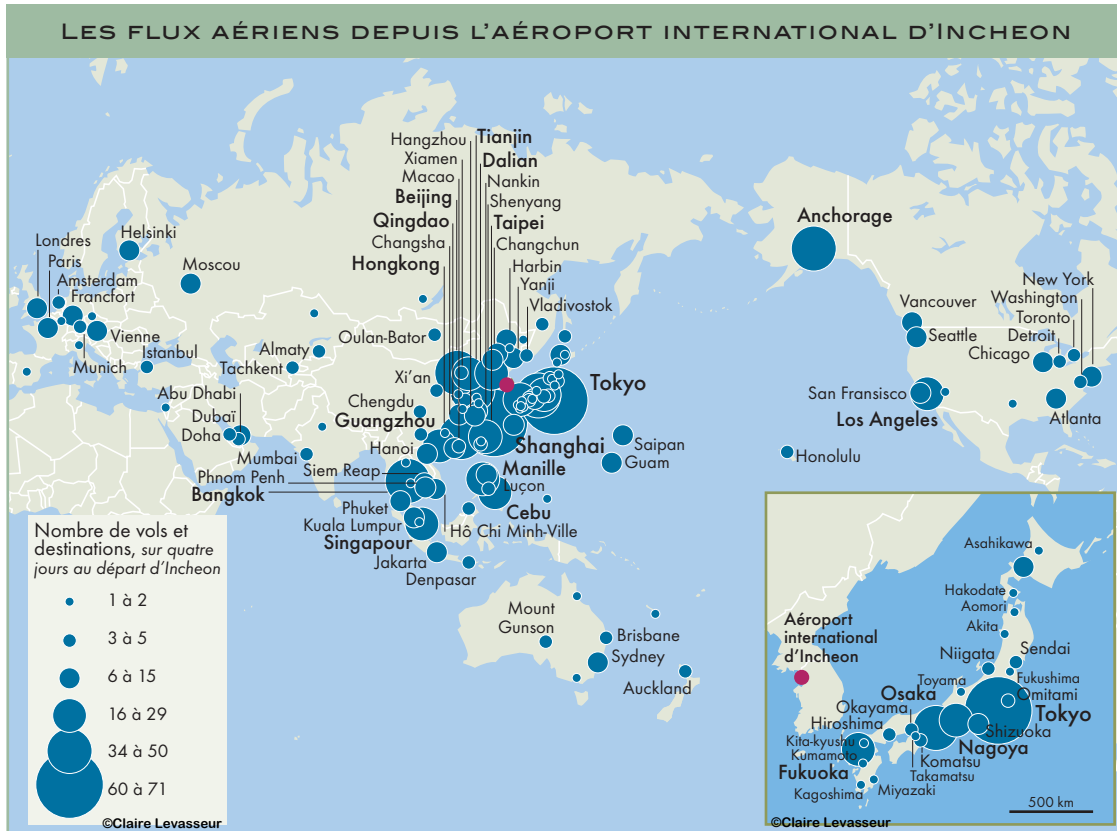 LES FLUX AÉRIENS DEPUIS L'AÉROPORT INTERNATIONAL D'INCHEON
Hangzhou
Tianjin
Xiamen
Dalian
Macao
Nankin
Beijing
Shenyang
Qingdao
Taipei
Changsha
Changchun
Hongkong
Harbin
Yanji
Vladivostok
Helsinki
Londres
Paris
Moscou
Amsterdam
Francfort
Vienne
Munich
Istanbul
Almaty
Tachkent
Oulan-Bator
Abu Dhabi
Dubaï
Doha
Xi'an
Chengdu
Guangzhou
Mumbai
Hanoi
Siem Reap
Phnom Penh
Bangkok
Phuket
Kuala Lumpur
Singapour
Jakarta
Denpasar
Tokyo
Shanghai
Manille
Luçon
Cebu
Hô Chi Minh-Ville
Saipan
Guam
Anchorage
Vancouver
Seattle
New York
Washington
Toronto
Detroit
Chicago
San Fransisco
Los Angeles
Atlanta
Honolulu
Mount
Gunson
Brisbane
Sydney
Auckland
Nombre de vols et
destinations, sur quatre
jours au départ d'Incheon
1 à 2
3 à 5
6 à 15
16 à 29
34 à 50
60 à 71
©Claire Levasseur
Asahikawa
Hakodate
Aomori
Akita
Aéroport
international
d'Incheon
Niigata
Sendai
Toyama
Fukushima
Omitami
Osaka
Okayama
Tokyo
Hiroshima
Shizuoka
Kita-kyushu
Nagoya
Kumamoto
Komatsu
Fukuoka
Takamatsu
Kagoshima
Miyazaki
500 km
©Claire Levasseur